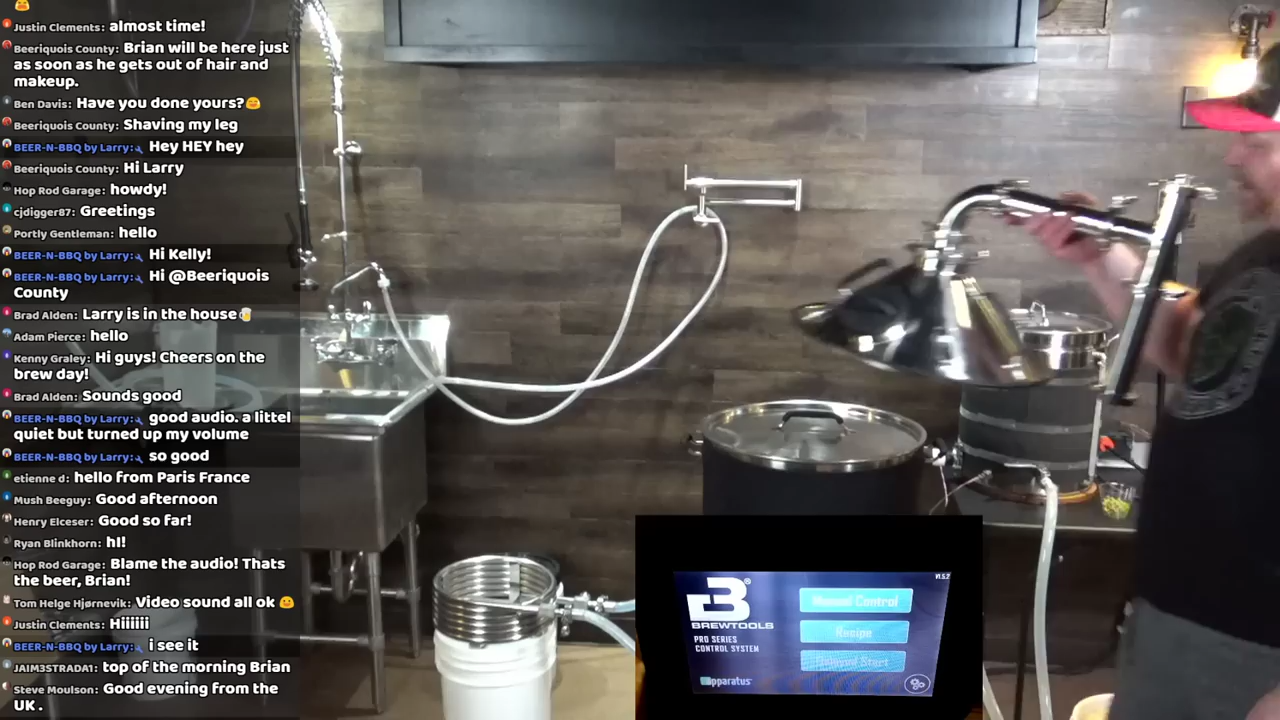 Justin Clements: almost time!
Beeriquois County: Brian will be here just
as soon as he gets out of hair and
makeup.
Ben Davis: Have you done yours?😄
Beeriquois County: Shaving my leg
BEER-N-BBQ by Larry: Hey HEY hey
Beeriquois County: Hi Larry
Hop Rod Garage: howdy!
cjdigger87: Greetings
Portly Gentleman: hello
BEER-N-BBQ by Larry: Hi Kelly!
BEER-N-BBQ by Larry: Hi @Beeriquois
County
Brad Alden: Larry is in the house🍺
Adam Pierce: hello
Kenny Graley: Hi guys! Cheers on the
brew day!
Brad Alden: Sounds good
BEER-N-BBQ by Larry: good audio. a littel
quiet but turned up my volume
BEER-N-BBQ by Larry: so good
etienne d: hello from Paris France
Mush Beeguy: Good afternoon
Henry Elceser: Good so far!
Ryan Blinkhorn: hI!
Hop Rod Garage: Blame the audio! Thats
the beer, Brian!
Tom Helge Hjørnevik: Video sound all ok 🙂
Justin Clements: Hiiiiii
BEER-N-BBQ by Larry: i see it
JAIM3STRADA1: top of the morning Brian
Steve Moulson: Good evening from the
UK .
V1.5.2
B®
BREWTOOLS
PRO SERIES
CONTROL SYSTEM
apparatus
Manual Control
Recipe
Delayed Start